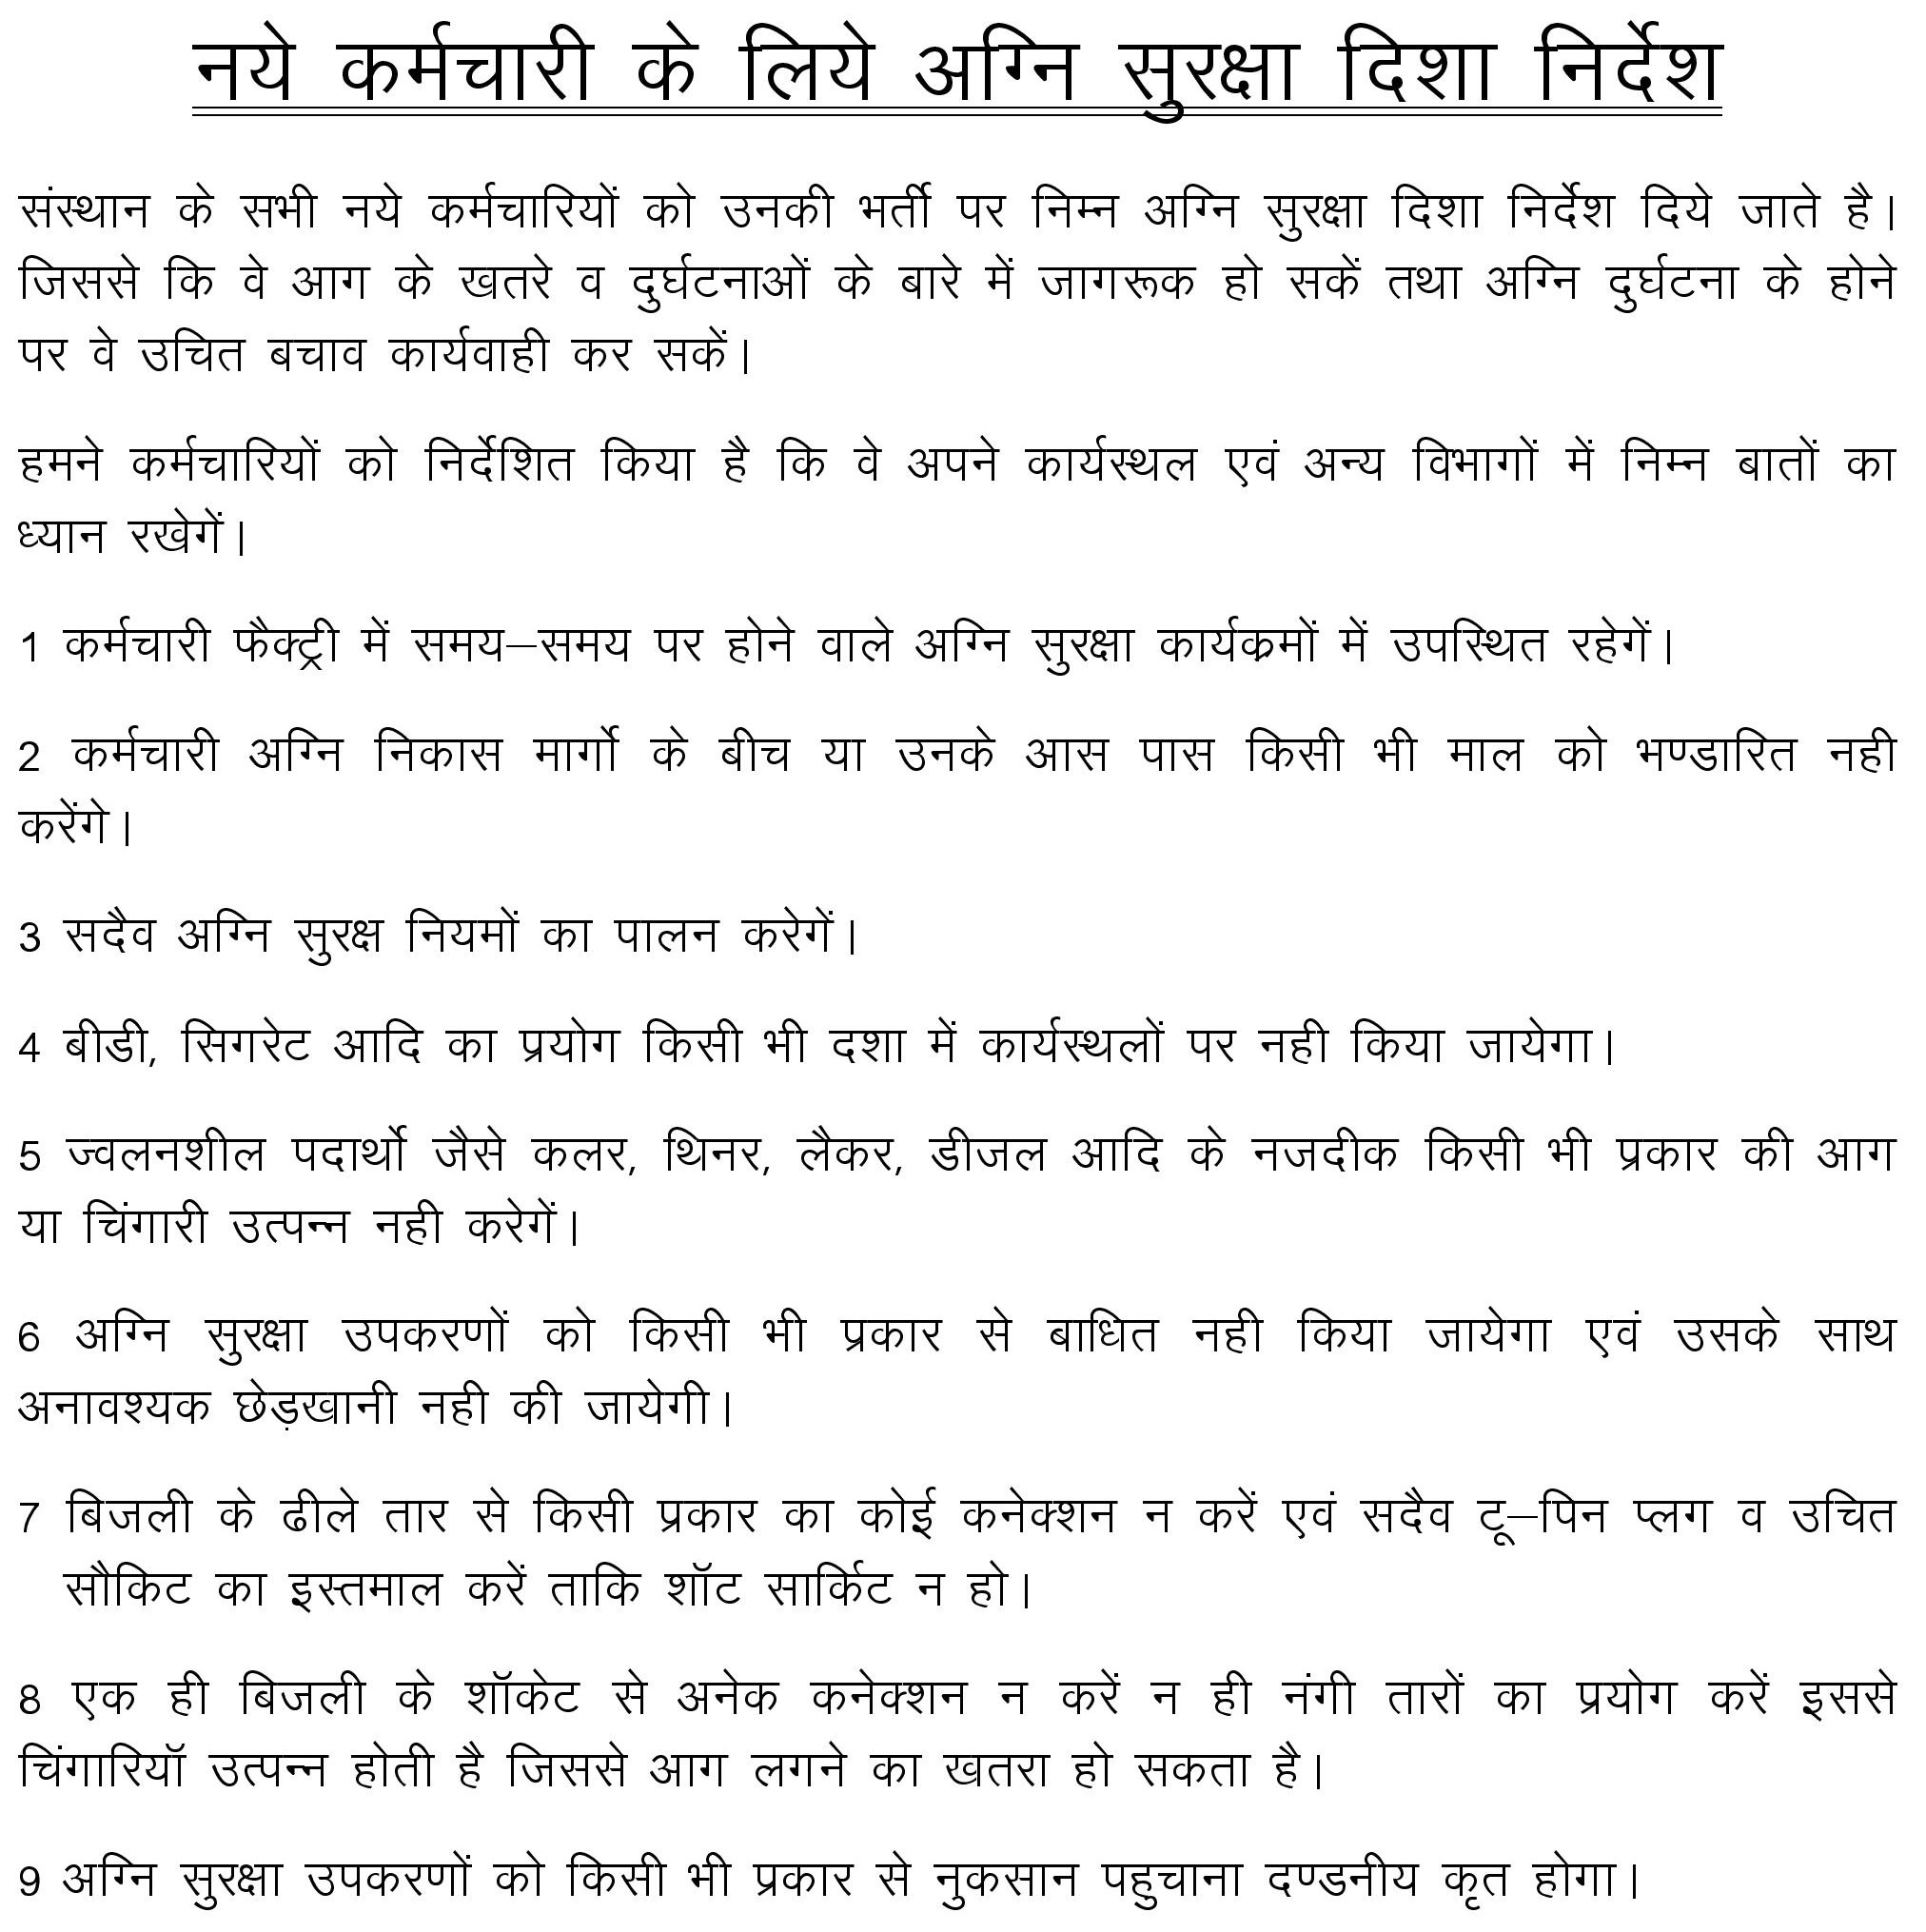 नये कर्मचारी के लिये अग्नि सुरक्षा दिशा निर्देश
संस्थान के सभी नये कर्मचारियों को उनकी भर्ती पर निम्न अग्नि सुरक्षा दिशा निर्देश दिये जाते है।
जिससे कि वे आग के खतरे व दुर्घटनाओं के बारे में जागरूक हो सकें तथा अग्नि दुर्घटना के होने
पर वे उचित बचाव कार्यवाही कर सकें।
हमने कर्मचारियों को निर्देशित किया है कि वे अपने कार्यस्थल एवं अन्य विभागों में निम्न बातों का
ध्यान रखेगें।
1 कर्मचारी फैक्ट्री में समय–समय पर होने वाले अग्नि सुरक्षा कार्यक्रमों में उपस्थित रहेगें।
2 कर्मचारी अग्नि निकास मार्गो के बीच या उनके आस पास किसी भी माल को भण्डारित नही
करेंगे।
3 सदैव अग्नि सुरक्ष नियमों का पालन करेगें।
4 बीडी, सिगरेट आदि का प्रयोग किसी भी दशा में कार्यस्थलों पर नही किया जायेगा।
5 ज्वलनशील पदार्थो जैसे कलर, थिनर, लैकर, डीजल आदि के नजदीक किसी भी प्रकार की आग
या चिंगारी उत्पन्न नही करेगें।
6 अग्नि सुरक्षा उपकरणों को किसी भी प्रकार से बाधित नही किया जायेगा एवं उसके साथ
अनावश्यक छेड़खानी नही की जायेगी।
7 बिजली के ढीले तार से किसी प्रकार का कोई कनेक्शन न करें एवं सदैव टू–पिन प्लग व उचित
सौकिट का इस्तमाल करें ताकि शॉट सार्किट न हो।
8 एक ही बिजली के शॉकेट से अनेक कनेक्शन न करें न ही नंगी तारों का प्रयोग करें इससे
चिंगारियॉ उत्पन्न होती है जिससे आग लगने का खतरा हो सकता है।
9 अग्नि सुरक्षा उपकरणों को किसी भी प्रकार से नुकसान पहुचाना दण्डनीय कृत होगा।